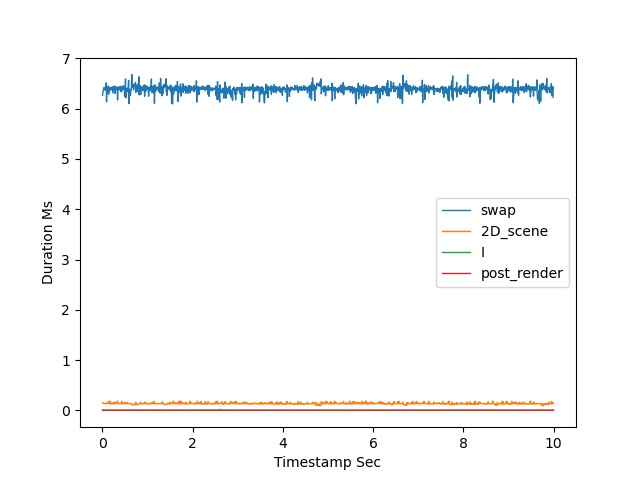 7
6
5
4
3
2
1
0
Duration Ms
swap
2D_scene
I
post_render
0 2 4 6 8 10
Timestamp Sec